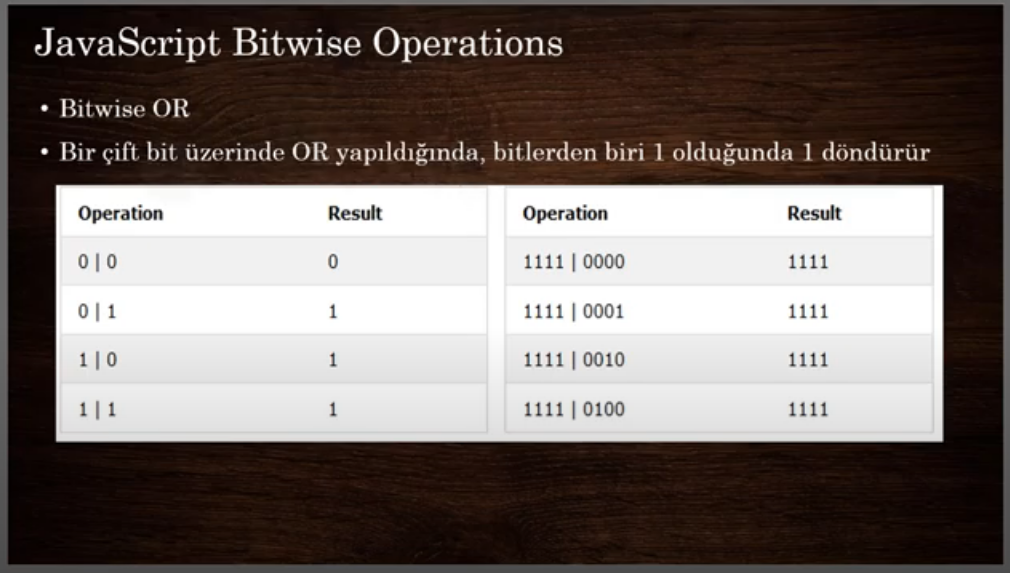 JavaScript Bitwise Operations
• Bitwise OR
• Bir çift bit üzerinde OR yapıldığında, bitlerden biri 1 olduğunda 1 döndürür
Operation Result Operation Result
0 | 0 0 1111 | 0000 1111
0 | 1 1 1111 | 0001 1111
1 | 0 1 1111 | 0010 1111
1 | 1 1 1111 | 0100 1111